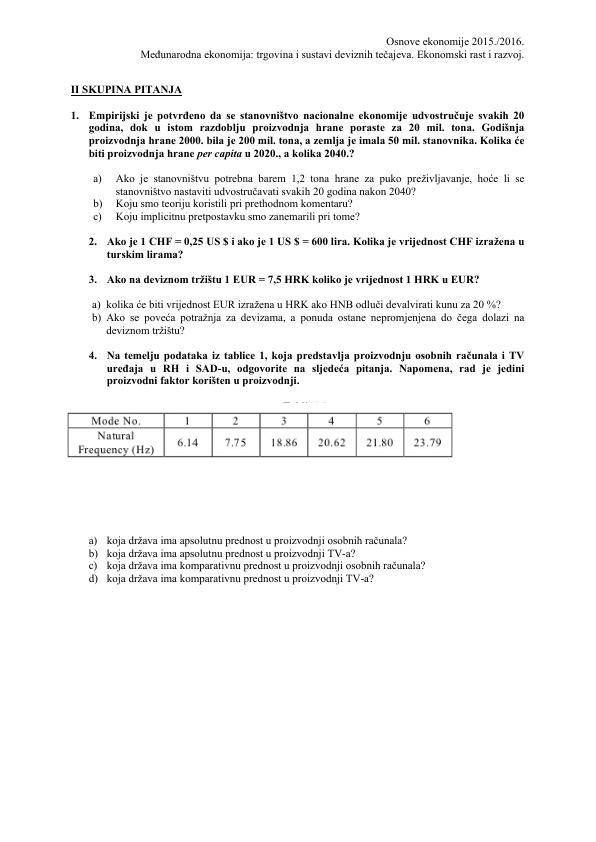 Osnove ekonomije 2015./2016.
Međunarodna ekonomija: trgovina i sustavi deviznih tečajeva. Ekonomski rast i razvoj.
II SKUPINA PITANJA
1. Empirijski je potvrđeno da se stanovništvo nacionalne ekonomije udvostručuje svakih 20
godina, dok u istom razdoblju proizvodnja hrane poraste za 20 mil. tona. Godišnja
proizvodnja hrane 2000. bila je 200 mil. tona, a zemlja je imala 50 mil. stanovnika. Kolika će
biti proizvodnja hrane per capita u 2020., a kolika 2040.?
a) Ako je stanovništvu potrebna barem 1,2 tona hrane za puko preživljavanje, hoće li se
stanovništvo nastaviti udvostručavati svakih 20 godina nakon 2040?
b) Koju smo teoriju koristili pri prethodnom komentaru?
c) Koju implicitnu pretpostavku smo zanemarili pri tome?
2. Ako je 1 CHF = 0,25 US $ i ako je 1 US $ = 600 lira. Kolika je vrijednost CHF izražena u
turskim lirama?
3. Ako na deviznom tržištu 1 EUR = 7,5 HRK koliko je vrijednost 1 HRK u EUR?
a) kolika će biti vrijednost EUR izražena u HRK ako HNB odluči devalvirati kunu za 20 %?
b) Ako se poveća potražnja za devizama, a ponuda ostane nepromjenjena do čega dolazi na
deviznom tržištu?
4. Na temelju podataka iz tablice 1, koja predstavlja proizvodnju osobnih računala i TV
uređaja u RH i SAD-u, odgovorite na sljedeća pitanja. Napomena, rad je jedini
proizvodni faktor korišten u proizvodnji.
Mode No. 1 2 3 4 5 6
Natural
Frequency (Hz) 6.14 7.75 18.86 20.62 21.80 23.79
a) koja država ima apsolutnu prednost u proizvodnji osobnih računala?
b) koja država ima apsolutnu prednost u proizvodnji TV-a?
c) koja država ima komparativnu prednost u proizvodnji osobnih računala?
d) koja država ima komparativnu prednost u proizvodnji TV-a?